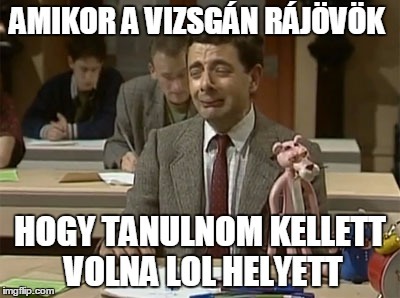 AMIKOR A VIZSGÁN RÁJÖVÖK
HOGY TANULNOM KELLETT
VOLNA LOL HELYETT
imgflip.com